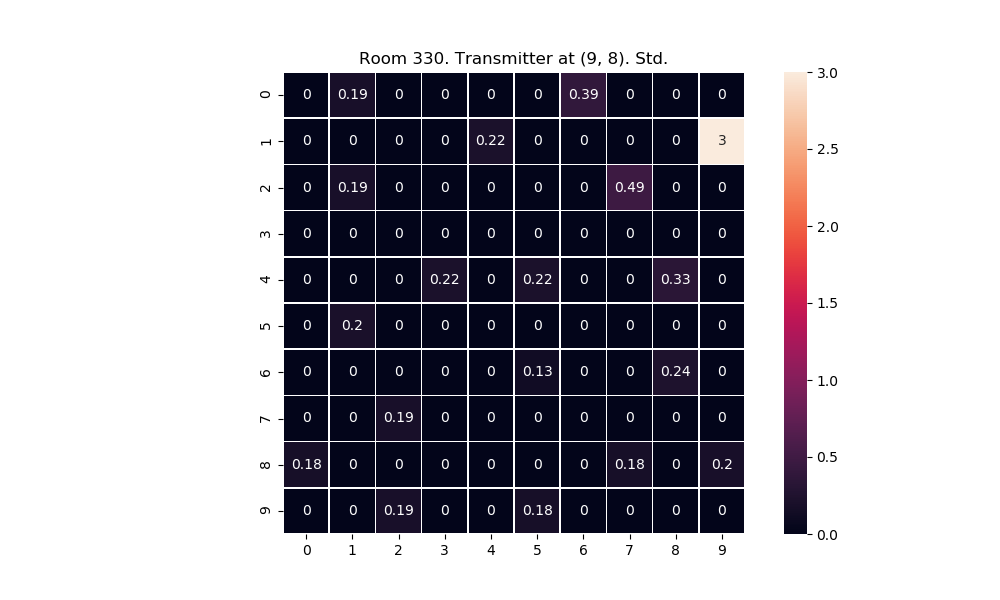 Room 330. Transmitter at (9, 8). Std.
0 0 0.19 0 0 0 0 0.39 0 0 0
1 0 0 0 0 0.22 0 0 0 0 3
2 0 0.19 0 0 0 0 0 0.49 0 0
3 0 0 0 0 0 0 0 0 0 0
4 0 0 0 0.22 0 0.22 0 0 0.33 0
5 0 0.2 0 0 0 0 0 0 0 0
6 0 0 0 0 0 0.13 0 0 0.24 0
7 0 0 0.19 0 0 0 0 0 0 0
8 0.18 0 0 0 0 0 0 0.18 0 0.2
9 0 0 0.19 0 0 0.18 0 0 0 0
0 1 2 3 4 5 6 7 8 9
3.0
2.5
2.0
1.5
1.0
0.5
0.0